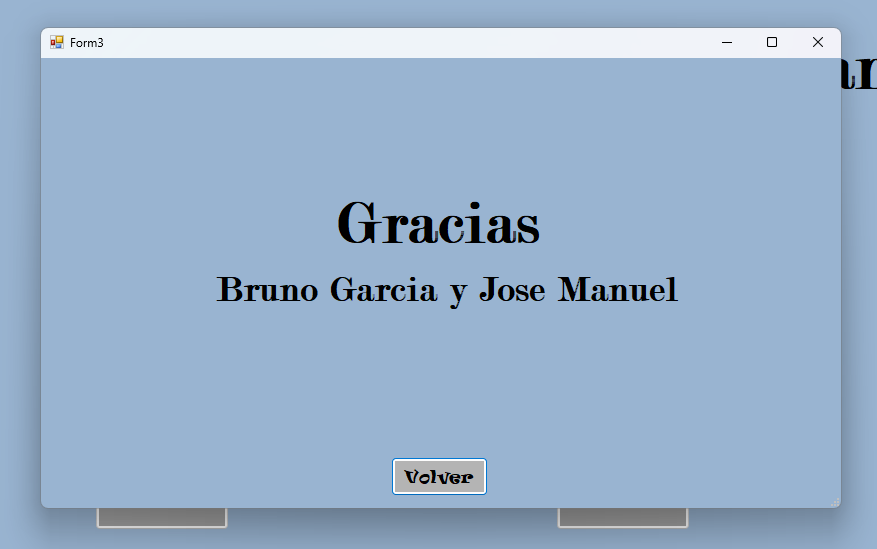 Form3
Gracias
Bruno Garcia y Jose Manuel
Volver